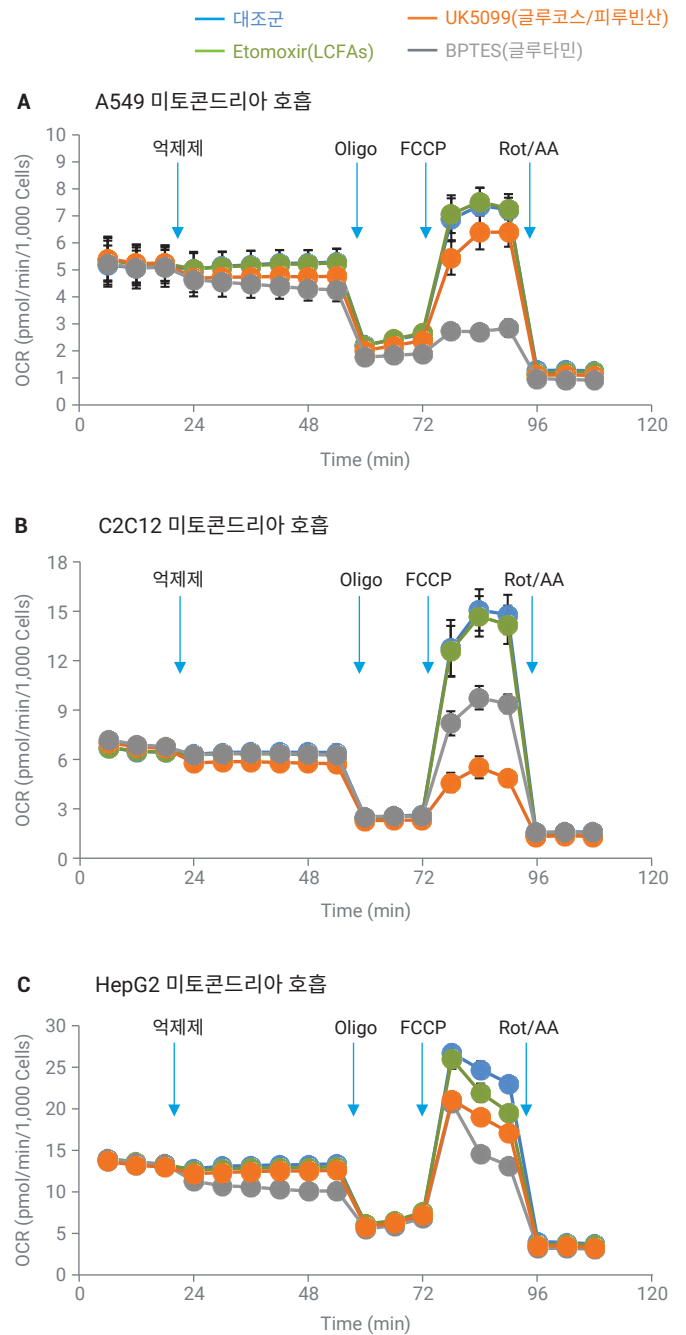 대조군 UK5099(글루코스/피루빈산)
Etomoxir(LCFAs) BPTES(글루타민)
A A549 미토콘드리아 호흡
억제제 Oligo FCCP Rot/AA
OCR (pmol/min/1,000 Cells)
10
9
8
7
6
5
4
3
2
1
0
0 24 48 72 96 120
Time (min)
B C2C12 미토콘드리아 호흡
억제제 Oligo FCCP Rot/AA
OCR (pmol/min/1,000 Cells)
18
15
12
9
6
3
0
0 24 48 72 96 120
Time (min)
C HepG2 미토콘드리아 호흡
억제제 Oligo FCCP Rot/AA
OCR (pmol/min/1,000 Cells)
30
25
20
15
10
5
0
0 24 48 72 96 120
Time (min)